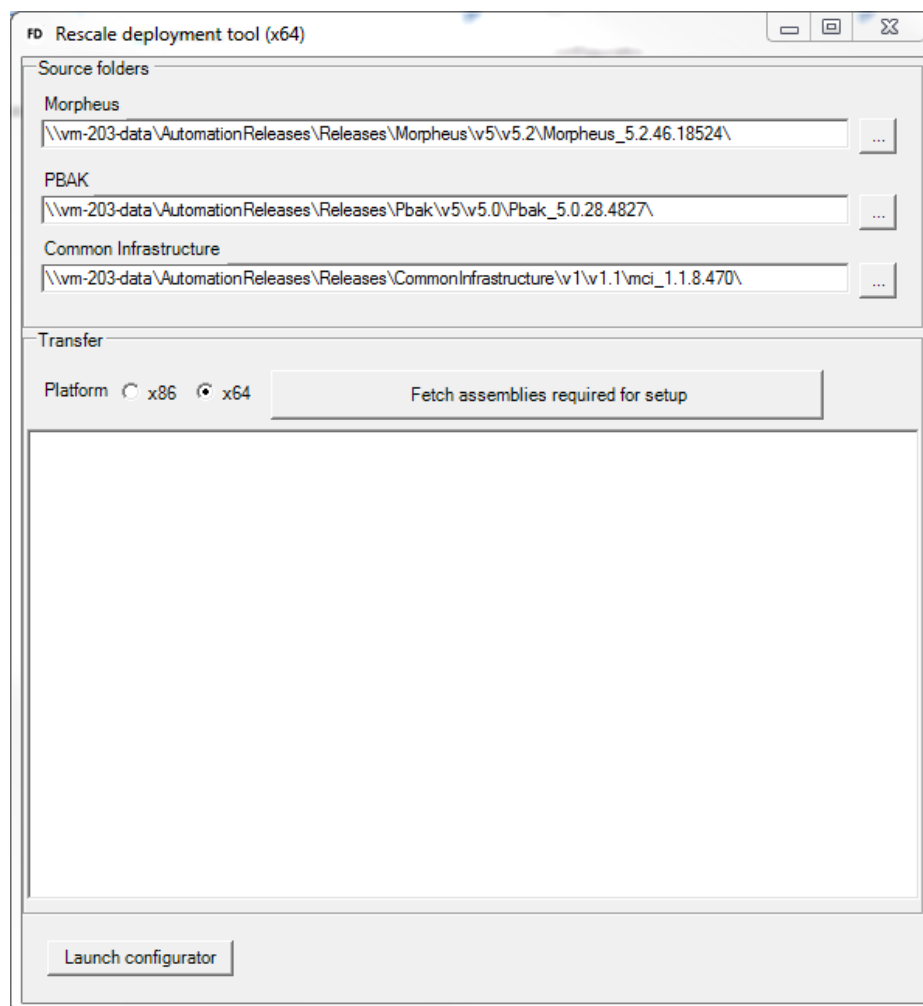 FD Rescale deployment tool (x64)
Source folders
Morpheus
\\vm-203-data\AutomationReleases\Releases\Morpheus\v5\v5.2\Morpheus_5.2.46.18524\
...
PBAK
\\vm-203-data\AutomationReleases\Releases\Pbak\v5\v5.0\Pbak_5.0.28.4827\
...
Common Infrastructure
\\vm-203-data\AutomationReleases\Releases\CommonInfrastructure\v1\v1.1\mci_1.1.8.470\
...
Transfer
Platform x86 x64 Fetch assemblies required for setup
Launch configurator